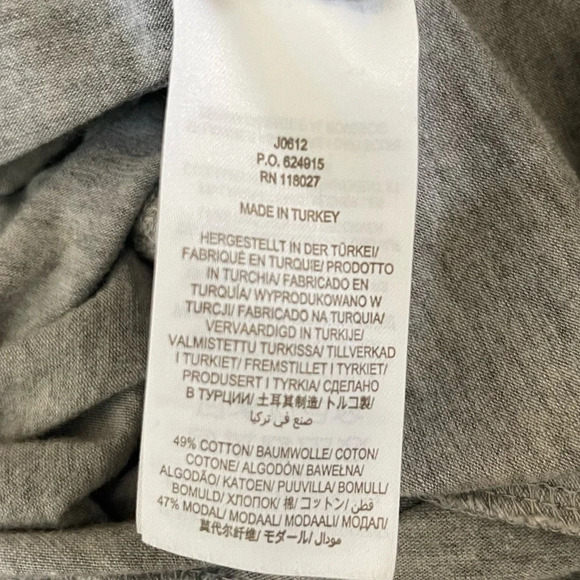 J0612
P.O. 624915
RN 118027
MADE IN TURKEY
HERGESTELLT IN DER TÜRKEI/
FABRIQUÉ EN TURQUIE/ PRODOTTO
IN TURCHIA/ FABRICADO EN
TURQUÍA/ WYPRODUKOWANO W
TURCJI/ FABRICADO NA TURQUIA/
VERVAARDIGD IN TURKIJE/
VALMISTETTU TURKISSA/ TILLVERKAD
I TURKIET/ FREMSTILLET I TYRKIET/
PRODUSERT I TYRKIA/ СДЕЛАНО
В ТУРЦИИ/ 土耳其制造/ トルコ製/
صنع في تركيا
49% COTTON/ BAUMWOLLE/ COTON/
COTONE/ ALGODÓN/ BAWEŁNA/
ALGODÃO/ KATOEN/ PUUVILLA/ BOMULL/
BOMULD/ ХЛОПОК/ 棉/ コットン/ قطن/
47% MODAL/ MODAAL/ MODAALI/ МОДАЛ/
莫代尔纤维/ モダール/ مودال/